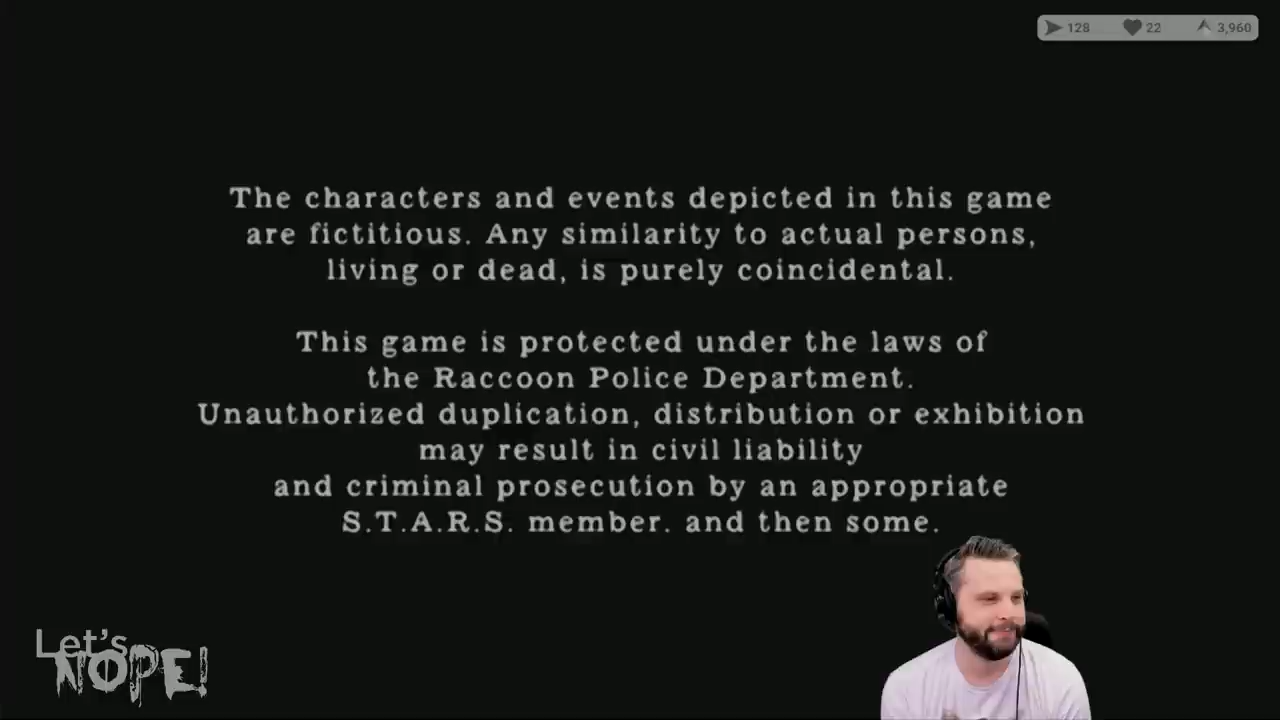 128 22 3,960
The characters and events depicted in this game
are fictitious. Any similarity to actual persons,
living or dead, is purely coincidental.
This game is protected under the laws of
the Raccoon Police Department.
Unauthorized duplication, distribution or exhibition
may result in civil liability
and criminal prosecution by an appropriate
S.T.A.R.S. member. and then some.
Let's
NOPE!